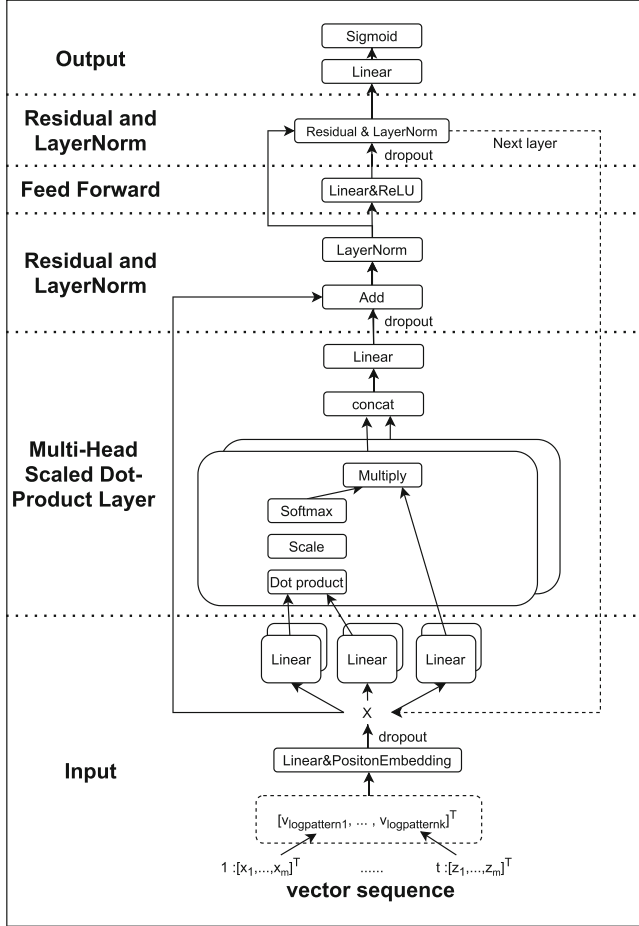 Output
Sigmoid
Linear
Residual and
LayerNorm
Residual & LayerNorm
Next layer
dropout
Feed Forward
Linear&ReLU
Residual and
LayerNorm
LayerNorm
Add
dropout
Linear
concat
Multi-Head
Scaled Dot-
Product Layer
Multiply
Softmax
Scale
Dot product
Linear
Linear
Linear
X
dropout
Input
Linear&PositonEmbedding
[v_logpattern1, ... , v_logpatternk]^T
1 :[x_1,...,x_m]^T ...... t :[z_1,...,z_m]^T
vector sequence